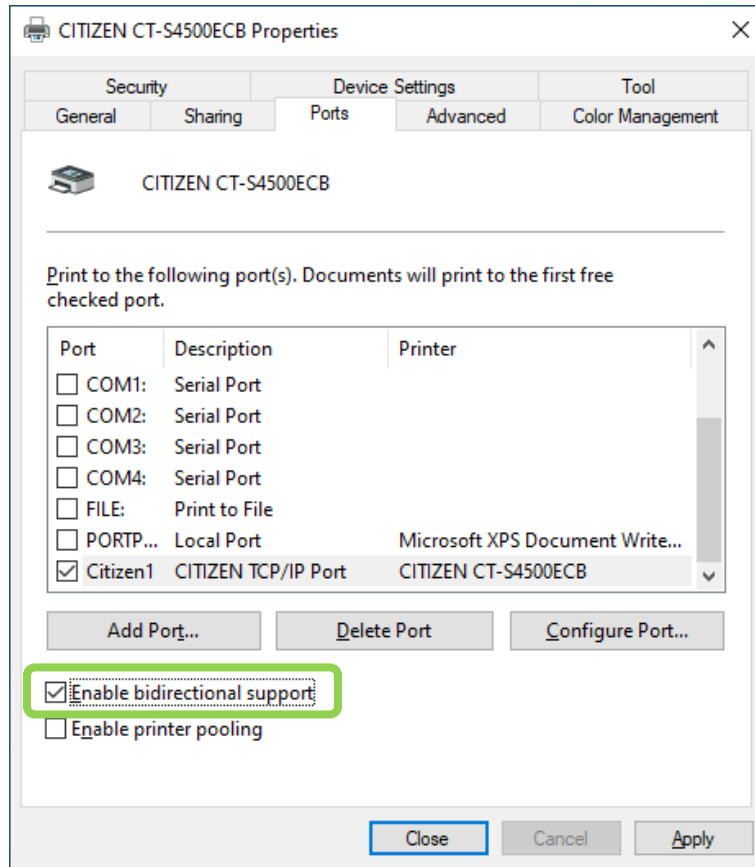 CITIZEN CT-S4500ECB Properties
Security Device Settings Tool
General Sharing Ports Advanced Color Management
CITIZEN CT-S4500ECB
Print to the following port(s). Documents will print to the first free
checked port.
Port Description Printer
COM1: Serial Port
COM2: Serial Port
COM3: Serial Port
COM4: Serial Port
FILE: Print to File
PORTP... Local Port Microsoft XPS Document Write...
Citizen1 CITIZEN TCP/IP Port CITIZEN CT-S4500ECB
Add Port... Delete Port Configure Port...
Enable bidirectional support
Enable printer pooling
Close Cancel Apply